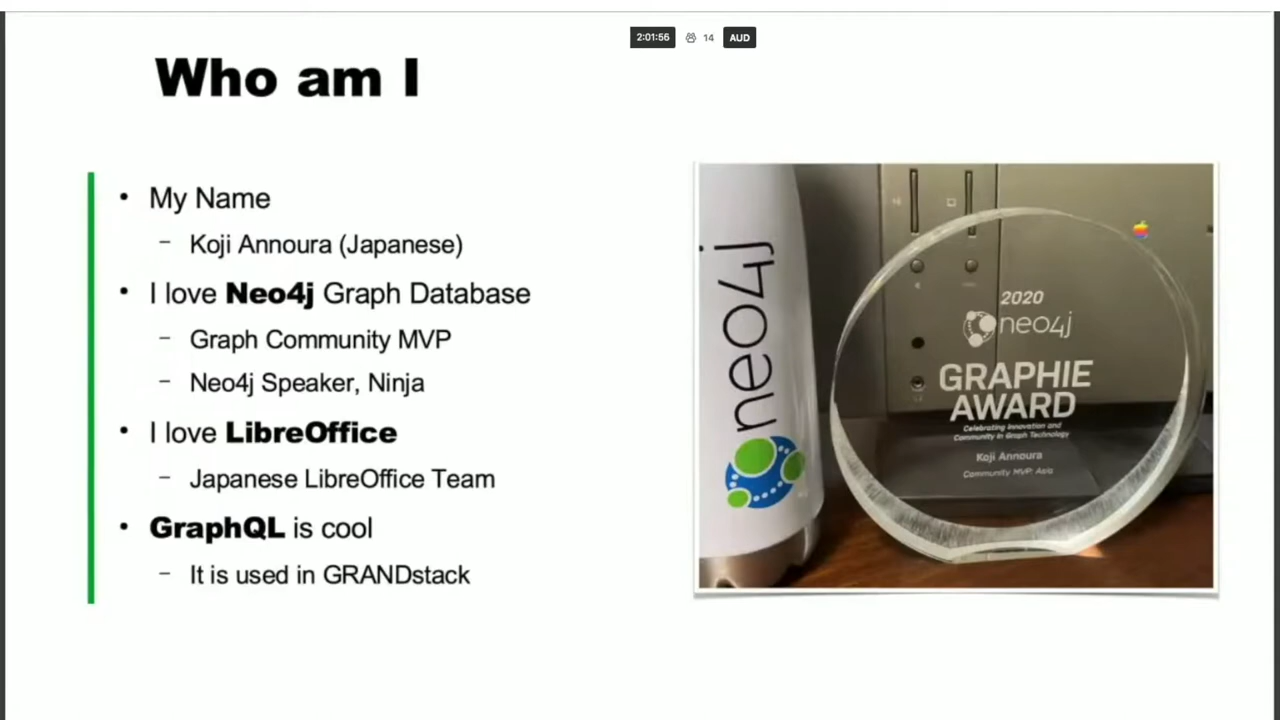 2:01:56 14 AUD
Who am I
• My Name
– Koji Annoura (Japanese)
• I love Neo4j Graph Database
– Graph Community MVP
– Neo4j Speaker, Ninja
• I love LibreOffice
– Japanese LibreOffice Team
• GraphQL is cool
– It is used in GRANDstack
neo4j
2020
neo4j
GRAPHIE
AWARD
Celebrating Innovation and
Community in Graph Technology
Koji Annoura
Community MVP: Asia